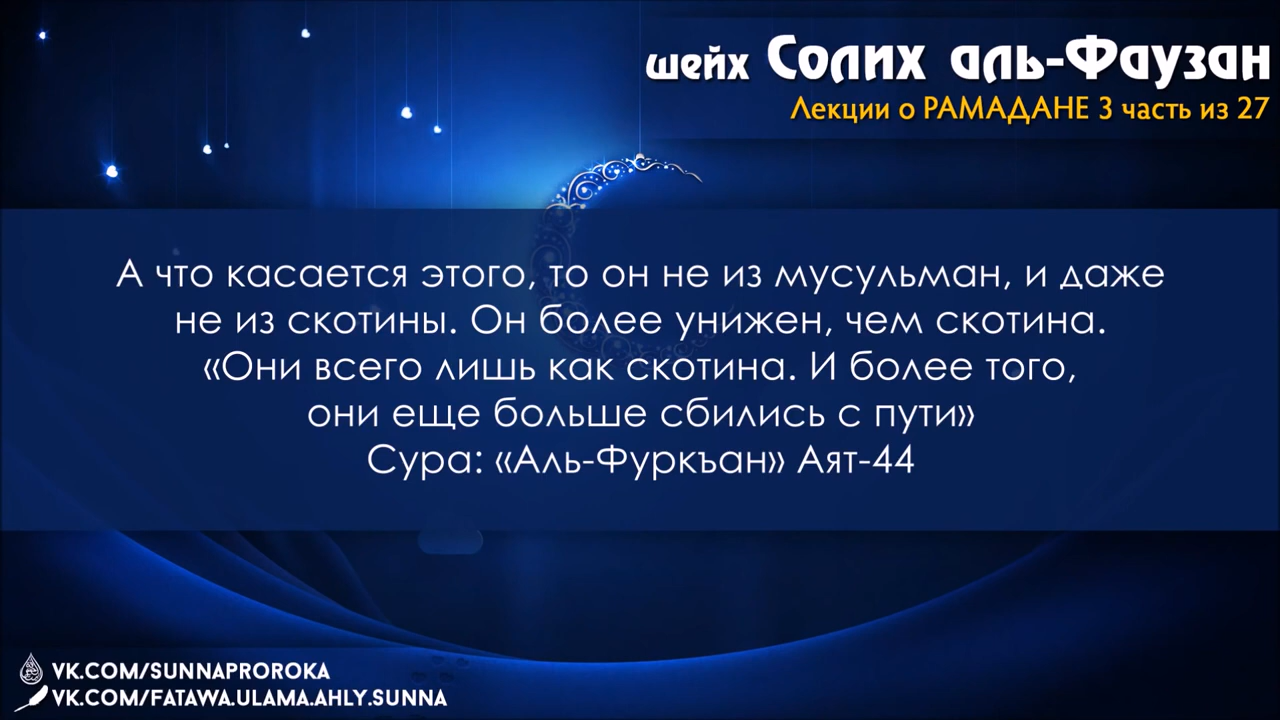 шейх Солих аль-Фаузан
Лекции о РАМАДАНЕ 3 часть из 27
А что касается этого, то он не из мусульман, и даже
не из скотины. Он более унижен, чем скотина.
«Они всего лишь как скотина. И более того,
они еще больше сбились с пути»
Сура: «Аль-Фуркъан» Аят-44
VK.COM/SUNNAPROROKA
VK.COM/FATAWA.ULAMA.AHLY.SUNNA